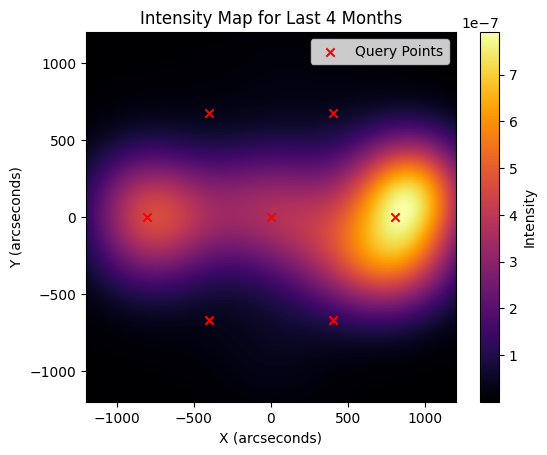 Intensity Map for Last 4 Months
1e−7
Query Points
1000
500
0
−500
−1000
Y (arcseconds)
−1000
−500
0
500
1000
X (arcseconds)
7
6
5
4
3
2
1
Intensity